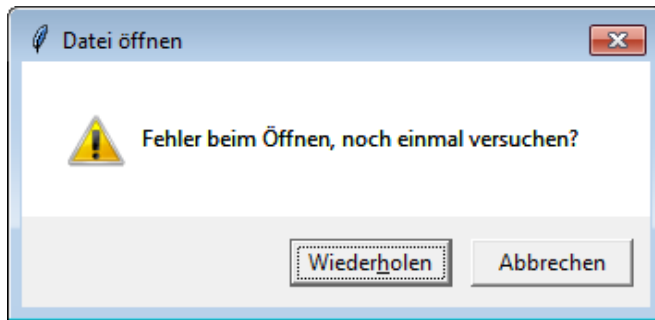 Datei öffnen
Fehler beim Öffnen, noch einmal versuchen?
Wiederholen Abbrechen